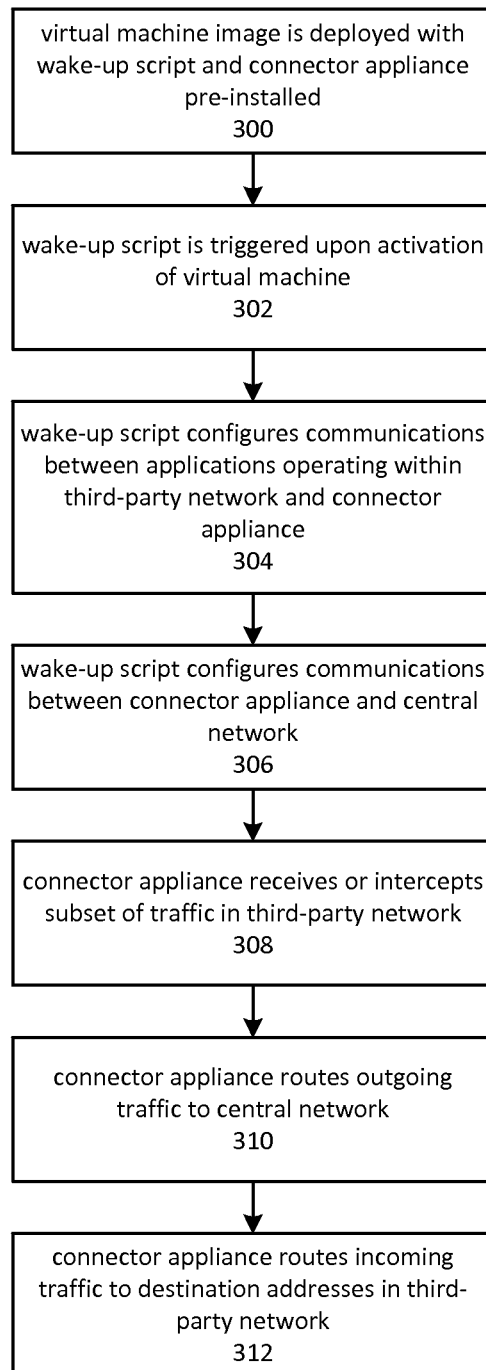 virtual machine image is deployed with
wake-up script and connector appliance
pre-installed
300
wake-up script is triggered upon activation
of virtual machine
302
wake-up script configures communications
between applications operating within
third-party network and connector
appliance
304
wake-up script configures communications
between connector appliance and central
network
306
connector appliance receives or intercepts
subset of traffic in third-party network
308
connector appliance routes outgoing
traffic to central network
310
connector appliance routes incoming
traffic to destination addresses in third-
party network
312